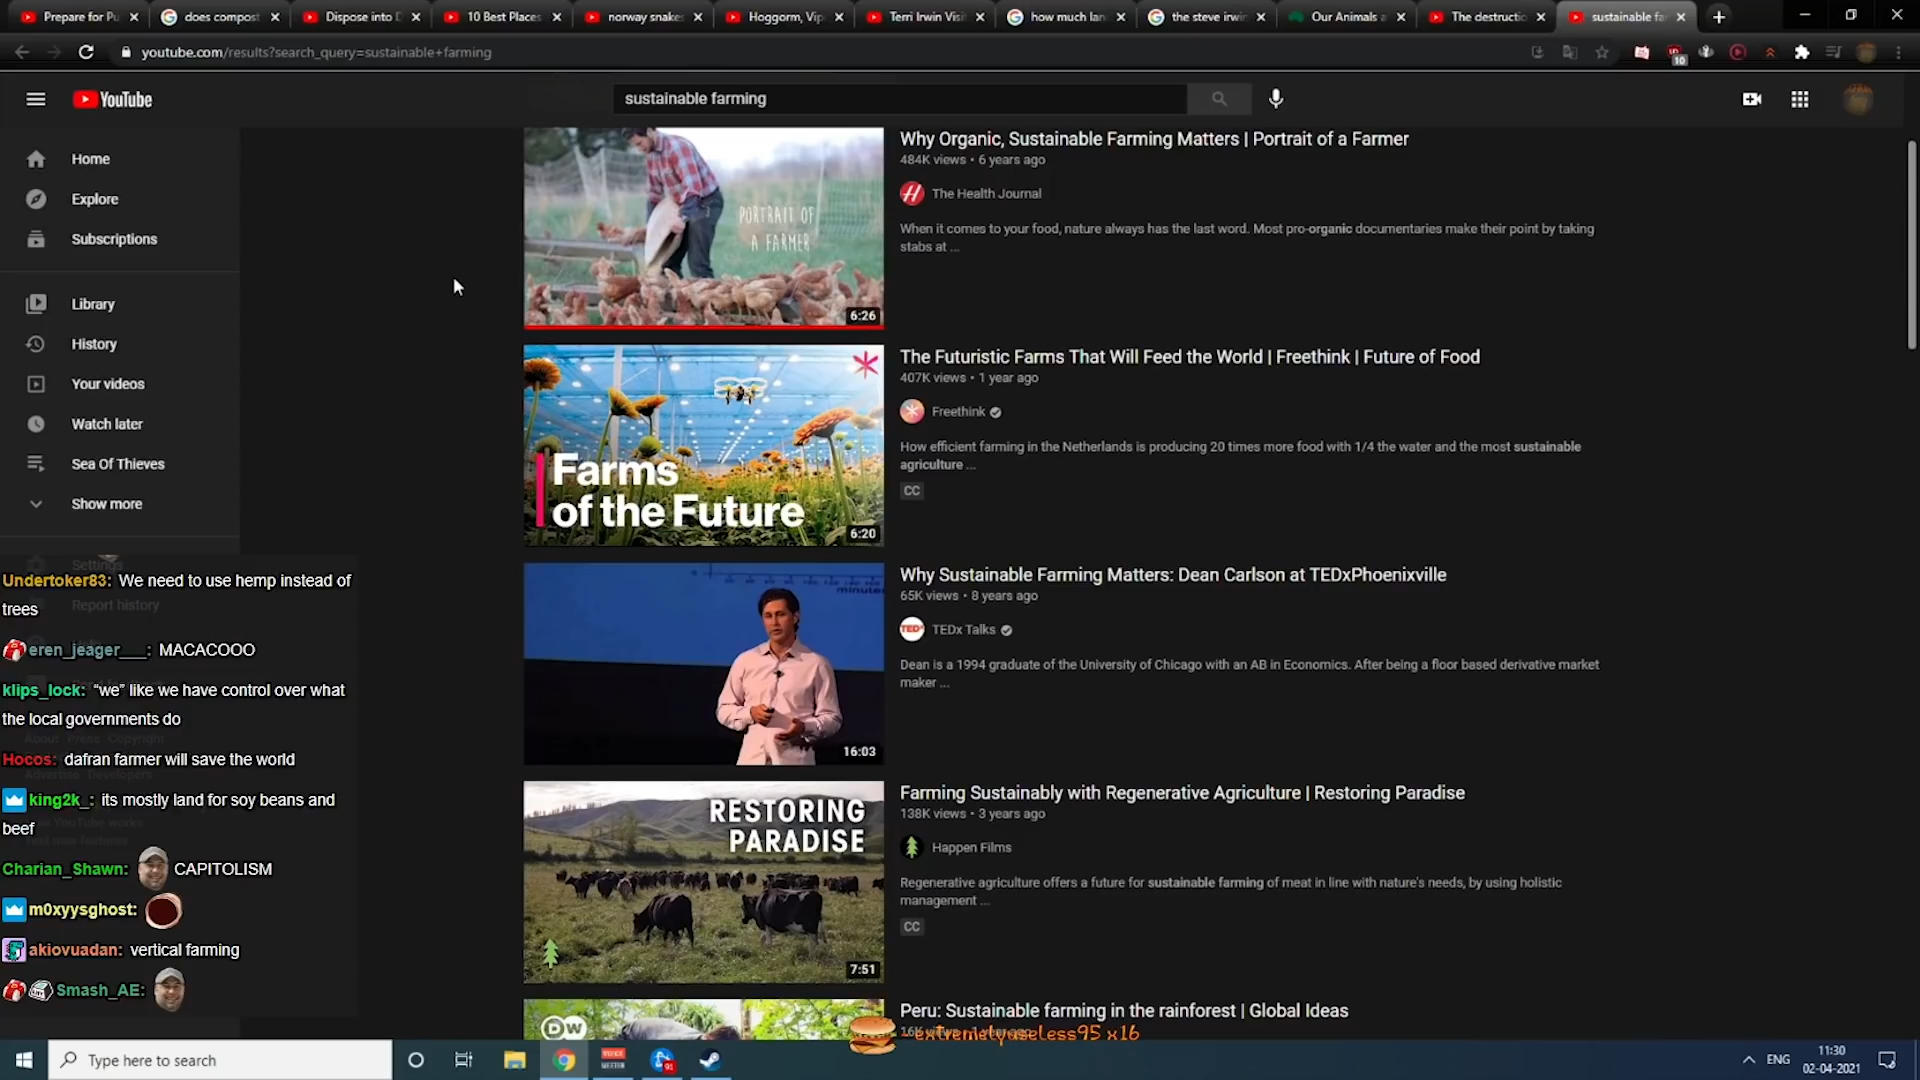 Prepare for Pu
does compost
Dispose into D
10 Best Places
norway snakes
Hoggorm, Vip
Terri Irwin Visi
how much lan
the steve irwin
Our Animals a
The destructio
sustainable fa
youtube.com/results?search_query=sustainable+farming
10
YouTube
sustainable farming
Home
Explore
Subscriptions
Library
History
Your videos
Watch later
Sea Of Thieves
Show more
Settings
Report history
About Press Copyright
Advertise Developers
PORTRAIT OF
A FARMER
6:26
Why Organic, Sustainable Farming Matters | Portrait of a Farmer
484K views • 6 years ago
The Health Journal
When it comes to your food, nature always has the last word. Most pro-organic documentaries make their point by taking
stabs at ...
Farms
of the Future
6:20
The Futuristic Farms That Will Feed the World | Freethink | Future of Food
407K views • 1 year ago
Freethink
How efficient farming in the Netherlands is producing 20 times more food with 1/4 the water and the most sustainable
agriculture ...
CC
minute
16:03
Why Sustainable Farming Matters: Dean Carlson at TEDxPhoenixville
65K views • 8 years ago
TEDx Talks
Dean is a 1994 graduate of the University of Chicago with an AB in Economics. After being a floor based derivative market
maker ...
RESTORING
PARADISE
7:51
Farming Sustainably with Regenerative Agriculture | Restoring Paradise
138K views • 3 years ago
Happen Films
Regenerative agriculture offers a future for sustainable farming of meat in line with nature's needs, by using holistic
management ...
CC
DW
Peru: Sustainable farming in the rainforest | Global Ideas
-extremelyuseless95 x16
Undertoker83: We need to use hemp instead of
trees
eren_jeager___: MACACOOO
klips_lock: “we” like we have control over what
the local governments do
Hocos: dafran farmer will save the world
king2k_: its mostly land for soy beans and
beef
Charian_Shawn: CAPITOLISM
m0xyysghost:
akiovuadan: vertical farming
Smash_AE:
Type here to search
91
ENG
11:30
02-04-2021